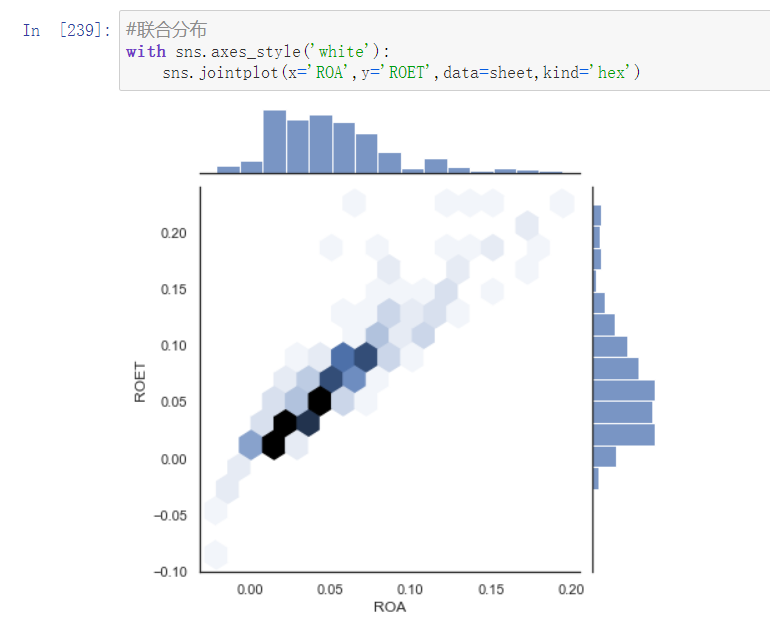 In [239]: #联合分布
with sns.axes_style('white'):
    sns.jointplot(x='ROA',y='ROET',data=sheet,kind='hex')
0.20
0.15
0.10
0.05
0.00
−0.05
−0.10
ROET
0.00 0.05 0.10 0.15 0.20
ROA